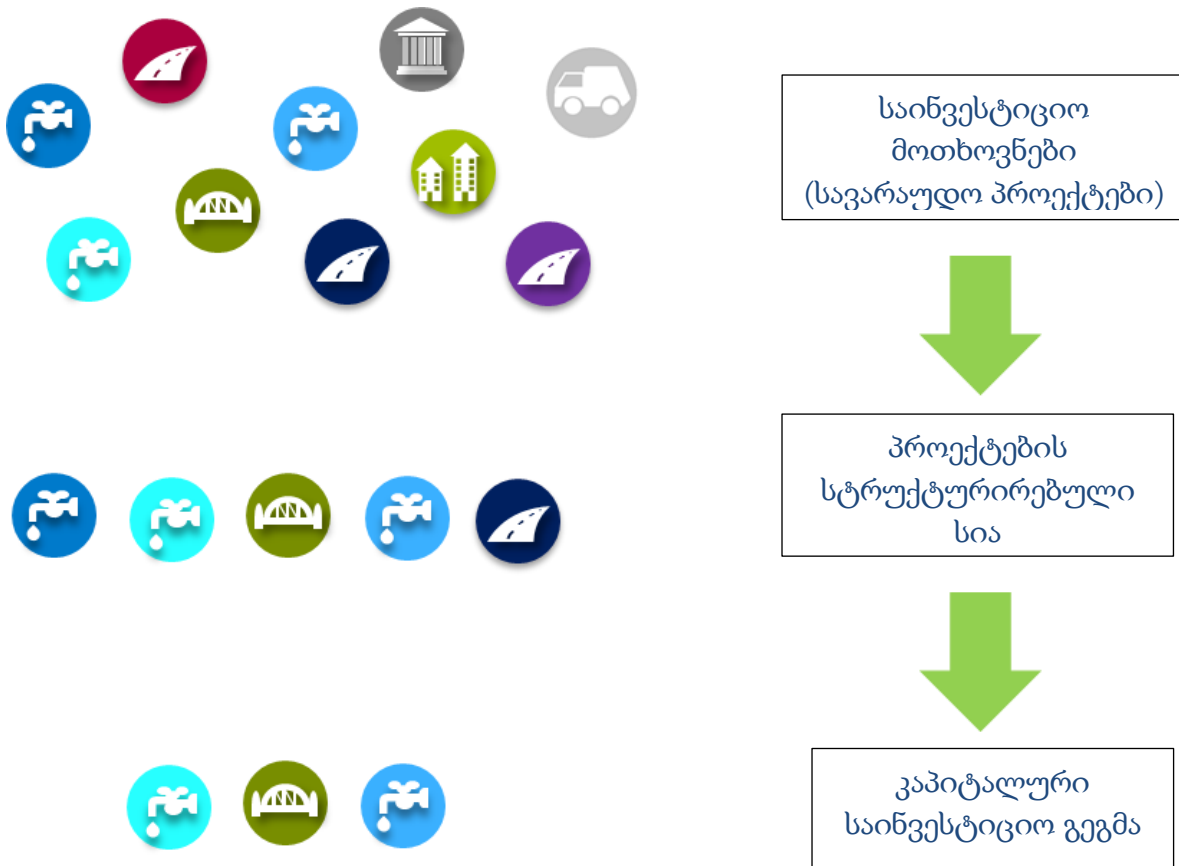 საინვესტიციო
მოთხოვნები
(სავარაუდო პროექტები)
პროექტების
სტრუქტურირებული
სია
კაპიტალური
საინვესტიციო გეგმა